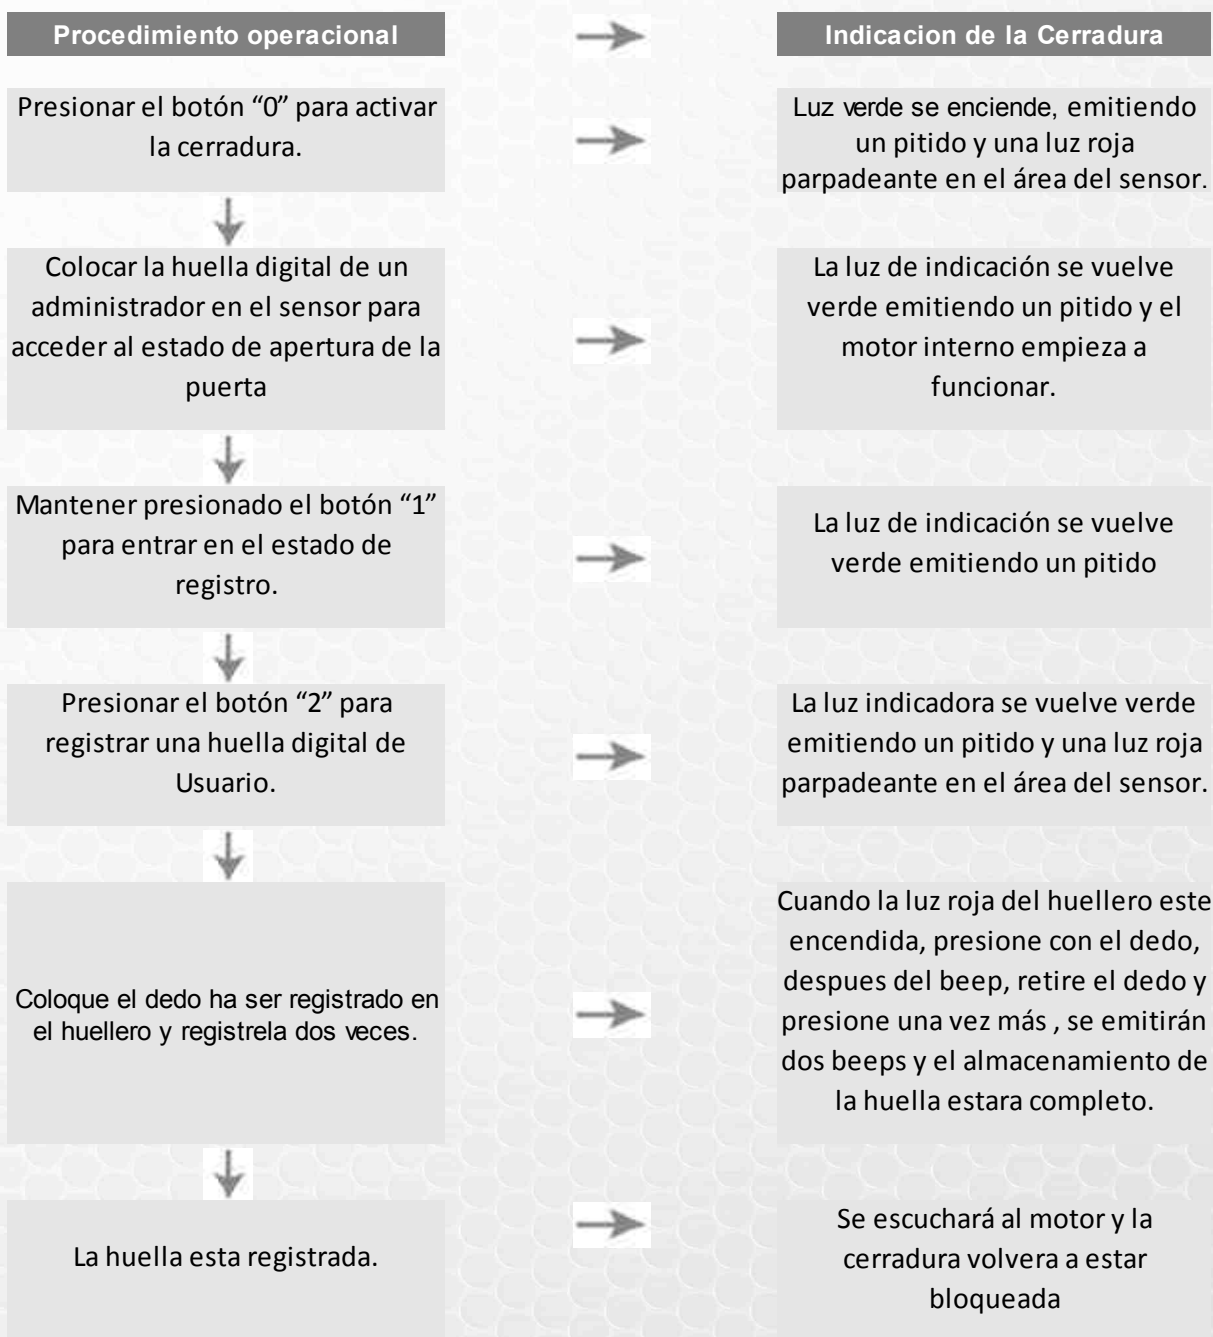 Procedimiento operacional
Indicacion de la Cerradura
Presionar el botón “0” para activar
la cerradura.
Luz verde se enciende, emitiendo
un pitido y una luz roja
parpadeante en el área del sensor.
Colocar la huella digital de un
administrador en el sensor para
acceder al estado de apertura de la
puerta
La luz de indicación se vuelve
verde emitiendo un pitido y el
motor interno empieza a
funcionar.
Mantener presionado el botón “1”
para entrar en el estado de
registro.
La luz de indicación se vuelve
verde emitiendo un pitido
Presionar el botón “2” para
registrar una huella digital de
Usuario.
La luz indicadora se vuelve verde
emitiendo un pitido y una luz roja
parpadeante en el área del sensor.
Coloque el dedo ha ser registrado en
el huellero y registrela dos veces.
Cuando la luz roja del huellero este
encendida, presione con el dedo,
despues del beep, retire el dedo y
presione una vez más , se emitirán
dos beeps y el almacenamiento de
la huella estara completo.
La huella esta registrada.
Se escuchará al motor y la
cerradura volvera a estar
bloqueada